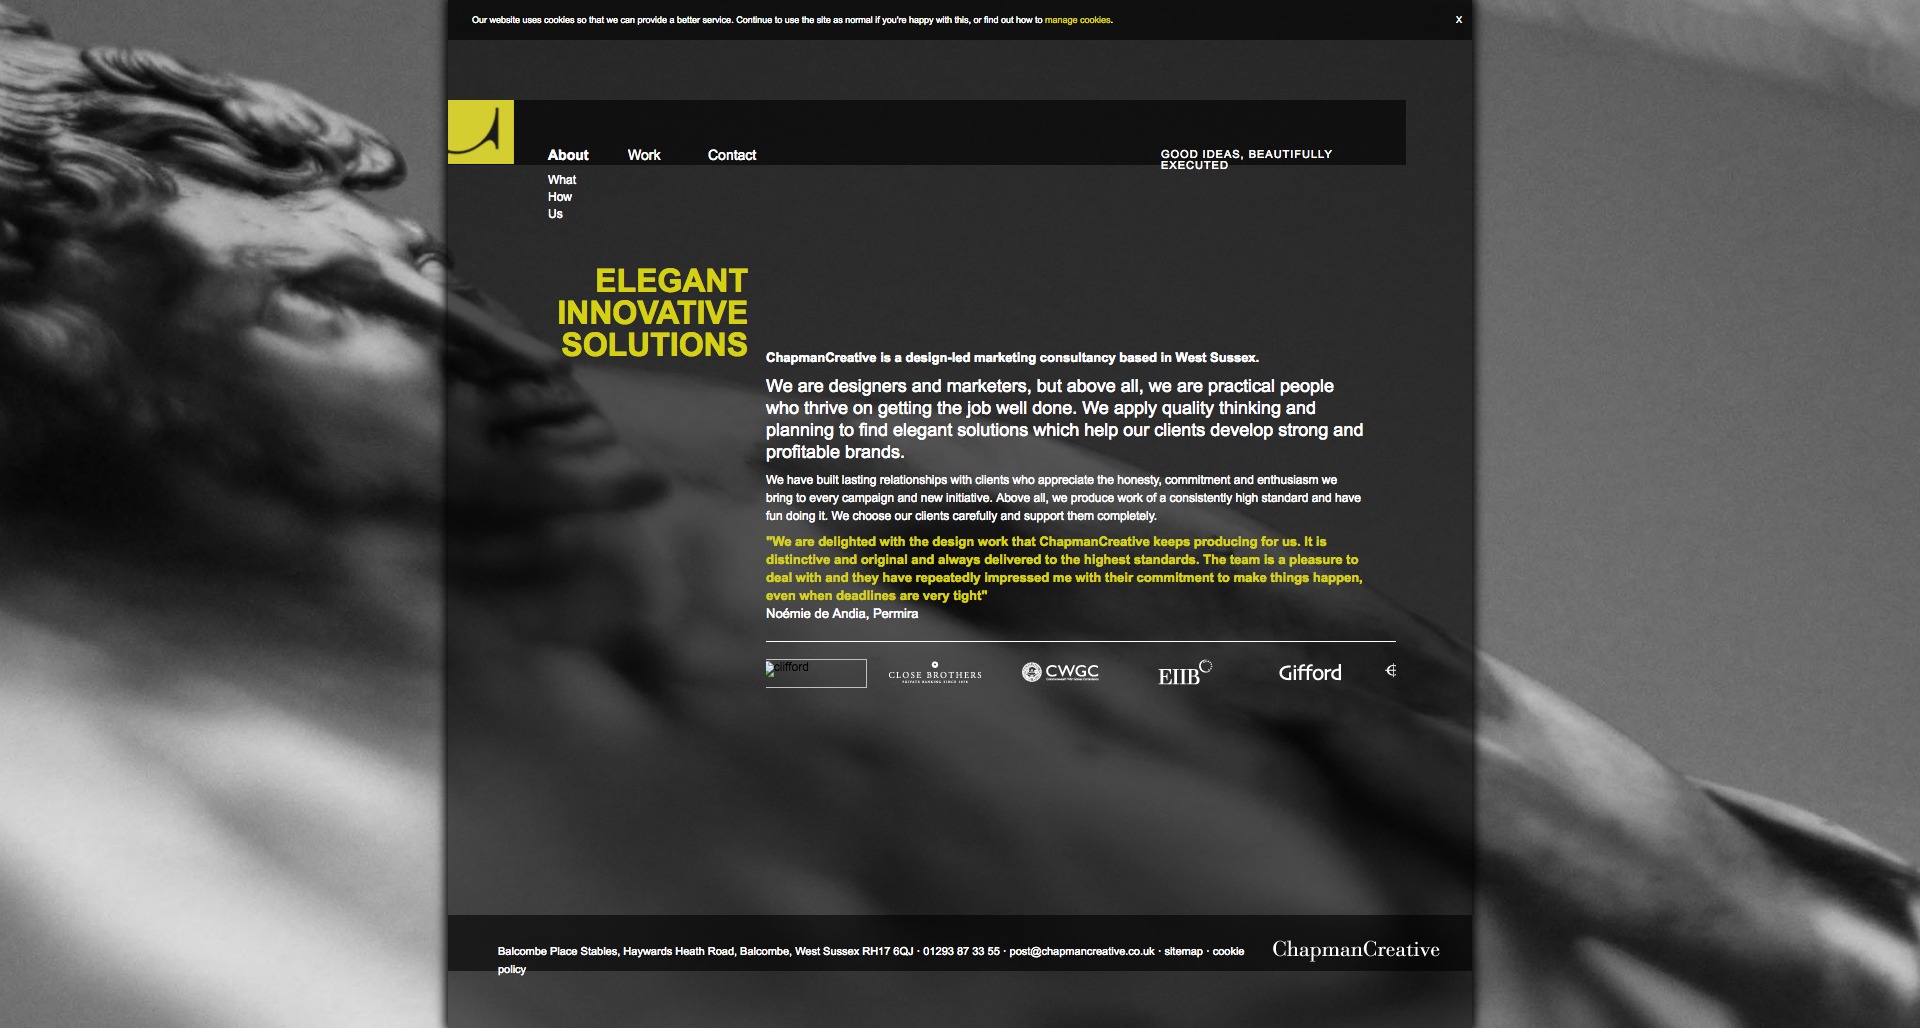 Our website uses cookies so that we can provide a better service. Continue to use the site as normal if you're happy with this, or find out how to manage cookies.
X
About Work Contact
GOOD IDEAS, BEAUTIFULLY
EXECUTED
What
How
Us
ELEGANT
INNOVATIVE
SOLUTIONS
ChapmanCreative is a design-led marketing consultancy based in West Sussex.
We are designers and marketers, but above all, we are practical people
who thrive on getting the job well done. We apply quality thinking and
planning to find elegant solutions which help our clients develop strong and
profitable brands.
We have built lasting relationships with clients who appreciate the honesty, commitment and enthusiasm we
bring to every campaign and new initiative. Above all, we produce work of a consistently high standard and have
fun doing it. We choose our clients carefully and support them completely.
"We are delighted with the design work that ChapmanCreative keeps producing for us. It is
distinctive and original and always delivered to the highest standards. The team is a pleasure to
deal with and they have repeatedly impressed me with their commitment to make things happen,
even when deadlines are very tight"
Noémie de Andia, Permira
clifford
CLOSE BROTHERS
PRIVATE BANKING SINCE 1878
CWGC
EIIB
Gifford
Balcombe Place Stables, Haywards Heath Road, Balcombe, West Sussex RH17 6QJ · 01293 87 33 55 · post@chapmancreative.co.uk · sitemap · cookie
policy
ChapmanCreative